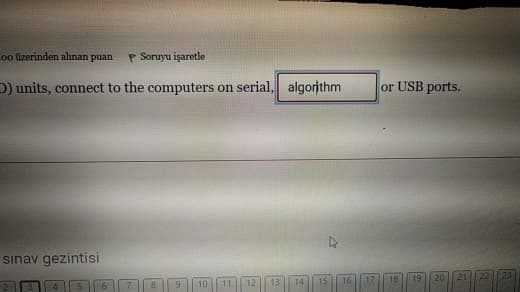 .00 üzerinden alınan puan Soruyu işaretle
O) units, connect to the computers on serial, algorithm or USB ports.
sınav gezintisi
2 3 4 5 6 7 8 9 10 11 12 13 14 15 16 17 18 19 20 21 22 23